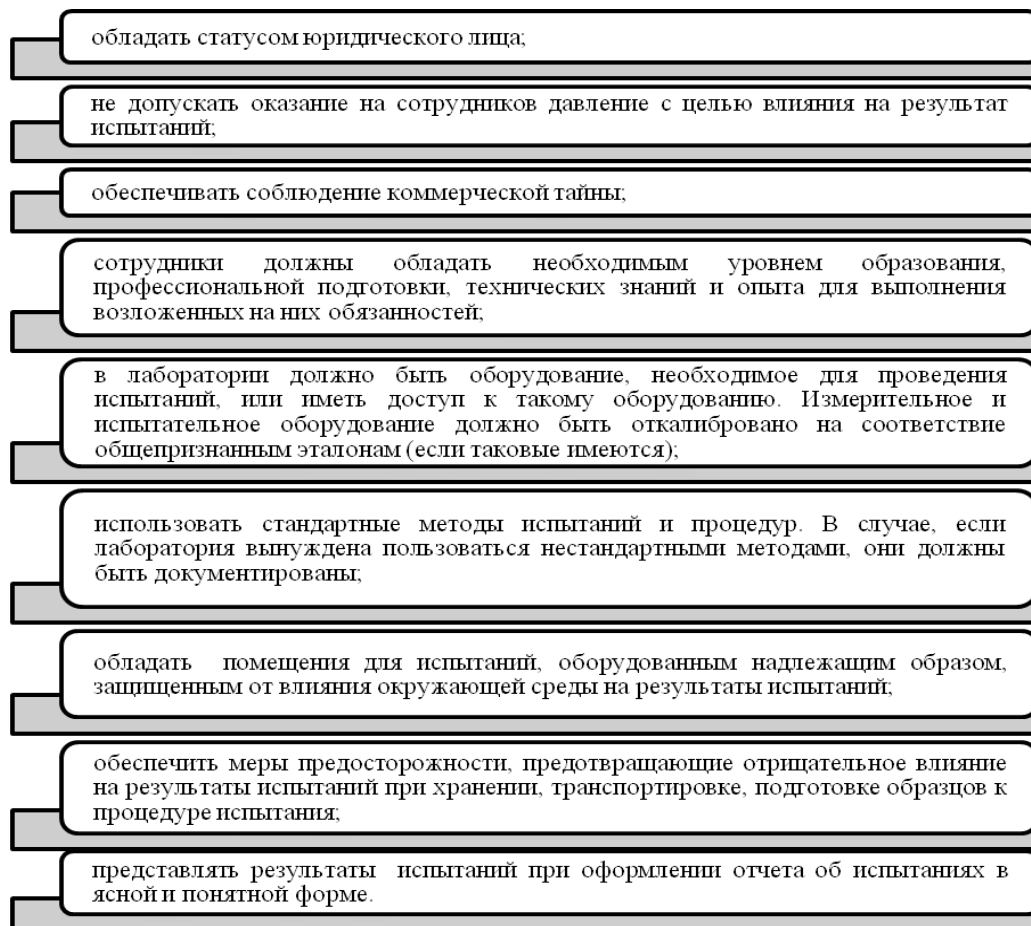 обладать статусом юридического лица;
не допускать оказание на сотрудников давление с целью влияния на результат
испытаний;
обеспечивать соблюдение коммерческой тайны;
сотрудники должны обладать необходимым уровнем образования,
профессиональной подготовки, технических знаний и опыта для выполнения
возложенных на них обязанностей;
в лаборатории должно быть оборудование, необходимое для проведения
испытаний, или иметь доступ к такому оборудованию. Измерительное и
испытательное оборудование должно быть откалибровано на соответствие
общепризнанным эталонам (если таковые имеются);
использовать стандартные методы испытаний и процедур. В случае, если
лаборатория вынуждена пользоваться нестандартными методами, они должны
быть документированы;
обладать помещения для испытаний, оборудованным надлежащим образом,
защищенным от влияния окружающей среды на результаты испытаний;
обеспечить меры предосторожности, предотвращающие отрицательное влияние
на результаты испытаний при хранении, транспортировке, подготовке образцов к
процедуре испытания;
представлять результаты испытаний при оформлении отчета об испытаниях в
ясной и понятной форме.